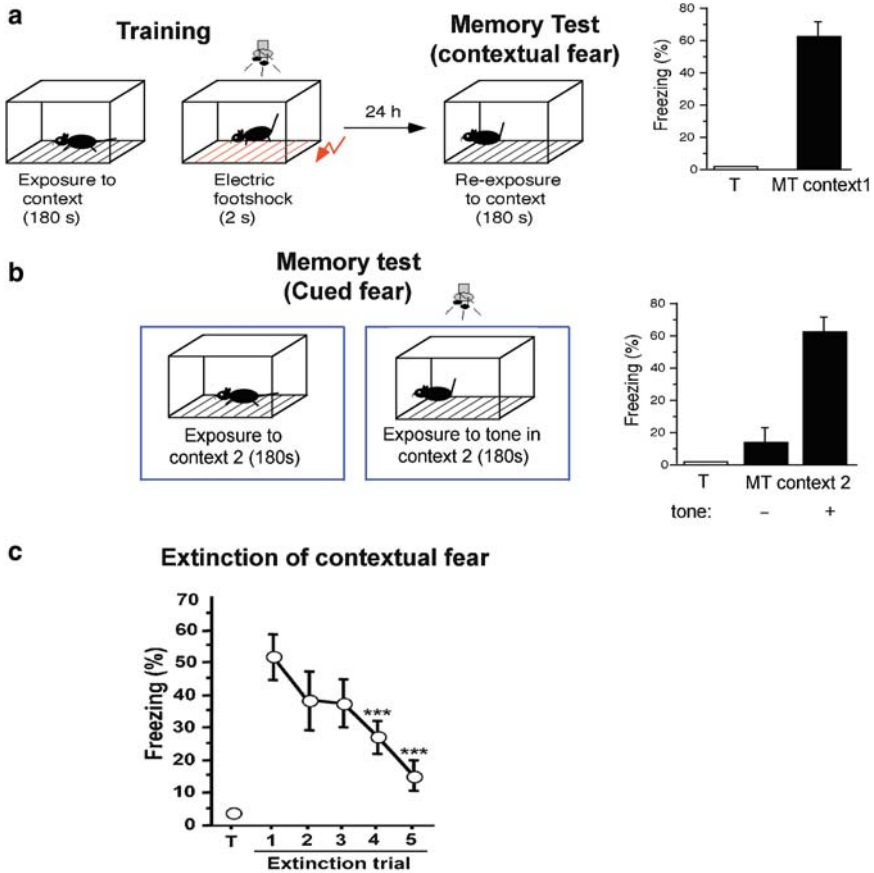 a
Training
Memory Test
(contextual fear)
24 h
Exposure to
context
(180 s)
Electric
footshock
(2 s)
Re-exposure
to context
(180 s)
Freezing (%)
80
60
40
20
0
T MT context1
b
Memory test
(Cued fear)
Exposure to
context 2 (180s)
Exposure to tone in
context 2 (180s)
Freezing (%)
80
60
40
20
0
T MT context 2
tone: – +
c
Extinction of contextual fear
Freezing (%)
70
60
50
40
30
20
10
0
***
***
T 1 2 3 4 5
Extinction trial